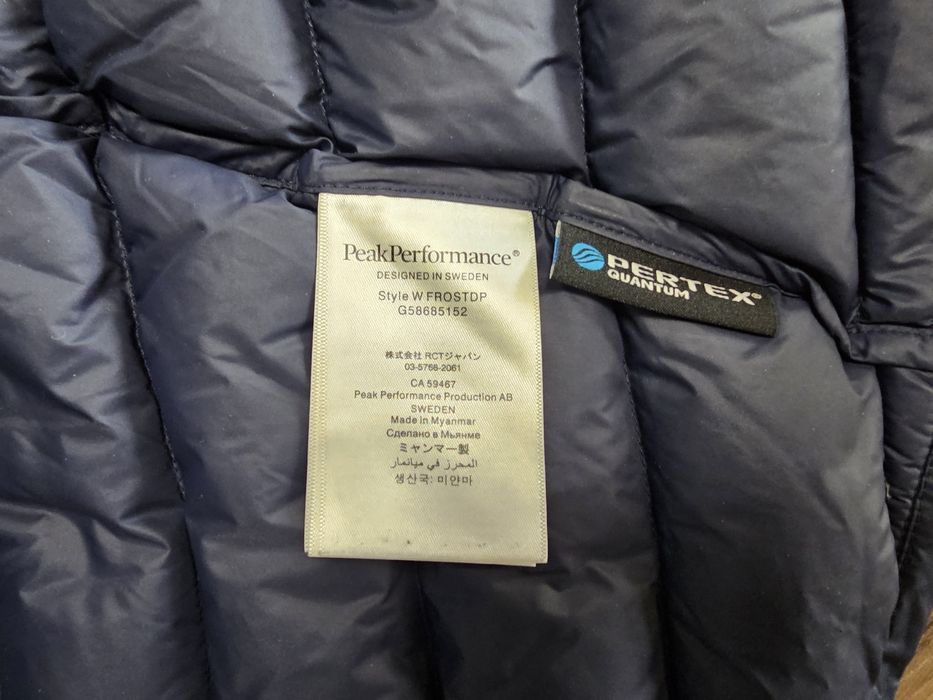 PeakPerformance®
DESIGNED IN SWEDEN
Style W FROSTDP
G58685152
株式会社 RCTジャパン
03-5768-2061
CA 59467
Peak Performance Production AB
SWEDEN
Made in Myanmar
Сделано в Мьянме
ミャンマー製
المحرز في ميانمار
생산국: 미얀마
PERTEX®
QUANTUM